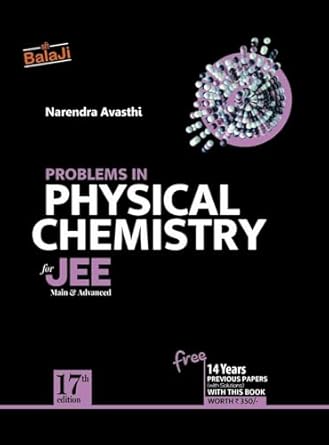 श्री
BalaJi
Narendra Avasthi
PROBLEMS IN
PHYSICAL
CHEMISTRY
for JEE
Main & Advanced
17th
edition
free
14 Years
PREVIOUS PAPERS
(with Solutions)
WITH THIS BOOK
WORTH ₹ 350/-